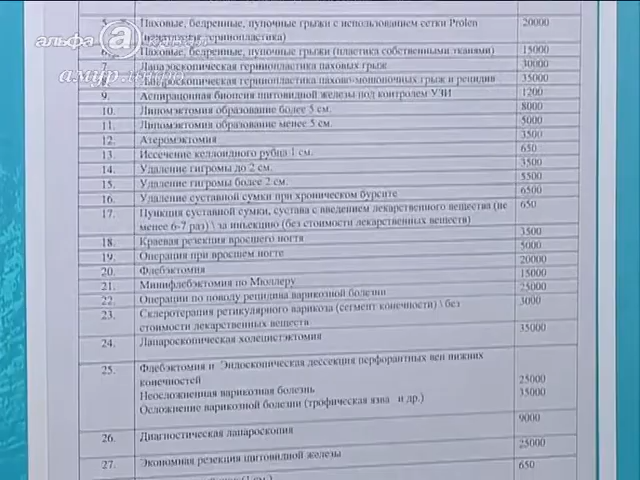 5. Паховые, бедренные, пупочные грыжи с использованием сетки Prolen 20000
альфа а канал
6. Паховые, бедренные, пупочные грыжи (пластика собственными тканями) 15000
7. Лапароскопическая герниопластика паховых грыж 30000
амур.инфо
Лапароскопическая герниопластика пахово-мошоночных грыж и рецидив 35000
9. Аспирационная биопсия щитовидной железы под контролем УЗИ 1200
10. Липомэктомия образование более 5 см. 8000
11. Липомэктомия образование менее 5 см. 5000
12. Атеромэктомия 3500
13. Иссечение келлоидного рубца 1 см. 650
14. Удаление гигромы до 2 см. 3500
15. Удаление гигромы более 2 см. 5500
16. Удаление суставной сумки при хроническом бурсите 6500
17. Пункция суставной сумки, сустава с введением лекарственного вещества (не 650
менее 6-7 раз) \ за инъекцию (без стоимости лекарственных веществ)
18. Краевая резекция вросшего ногтя 3500
19. Операция при вросшем ногте 5000
20. Флебэктомия 20000
21. Минифлебэктомия по Мюллеру 15000
22. Операции по поводу рецидива варикозной болезни 25000
23. Склеротерапия ретикулярного варикоза (сегмент конечности) \ без 3000
стоимости лекарственных веществ
24. Лапароскопическая холецистэктомия 35000
25. Флебэктомия и Эндоскопическая дессекция перфорантных вен нижних
конечностей
Неосложненная варикозная болезнь 25000
Осложнение варикозной болезни (трофическая язва и др.) 35000
26. Диагностическая лапароскопия 9000
27. Экономная резекция щитовидной железы 25000
650